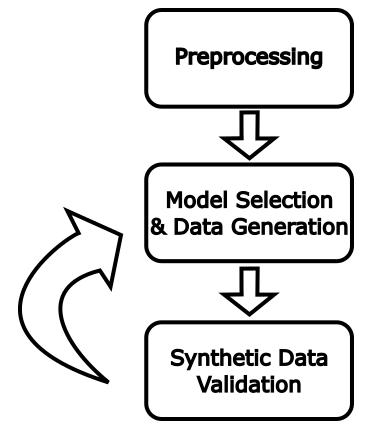 Preprocessing
Model Selection
& Data Generation
Synthetic Data
Validation